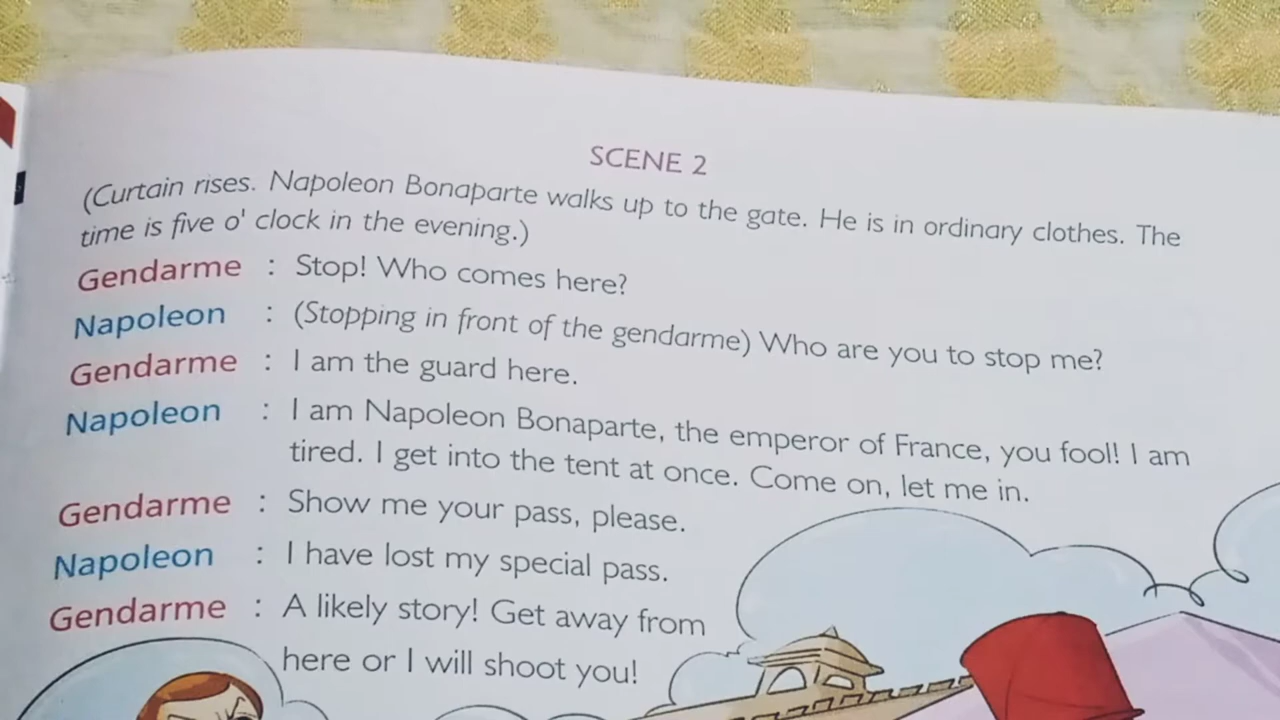 SCENE 2
(Curtain rises. Napoleon Bonaparte walks up to the gate. He is in ordinary clothes. The
time is five o' clock in the evening.)
Gendarme : Stop! Who comes here?
Napoleon : (Stopping in front of the gendarme) Who are you to stop me?
Gendarme : I am the guard here.
Napoleon : I am Napoleon Bonaparte, the emperor of France, you fool! I am
tired. I get into the tent at once. Come on, let me in.
Gendarme : Show me your pass, please.
Napoleon : I have lost my special pass.
Gendarme : A likely story! Get away from
here or I will shoot you!